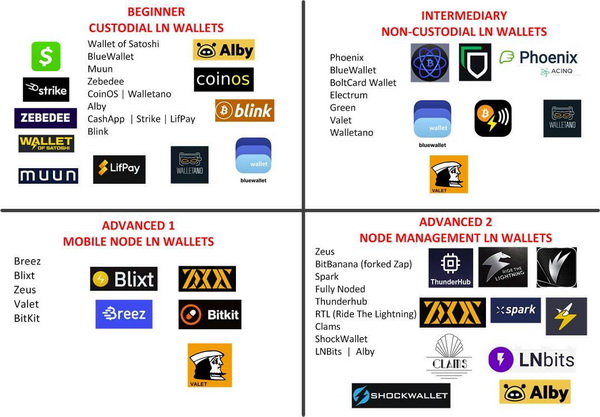 BEGINNER
CUSTODIAL LN WALLETS
Wallet of Satoshi
BlueWallet
Muun
Zebedee
CoinOS | Walletano
Alby
CashApp | Strike | LifPay
Blink
$
strike
ZEBEDEE
WALLET
OF SATOSHI
muun
LifPay
WALLETANO
wallet
bluewallet
Alby
coinos
blink
INTERMEDIARY
NON-CUSTODIAL LN WALLETS
Phoenix
BlueWallet
BoltCard Wallet
Electrum
Green
Valet
Walletano
Phoenix
ACINQ
wallet
bluewallet
WALLETANO
VALET
ADVANCED 1
MOBILE NODE LN WALLETS
Breez
Blixt
Zeus
Valet
BitKit
Blixt
Breez
Bitkit
VALET
ADVANCED 2
NODE MANAGEMENT LN WALLETS
Zeus
BitBanana (forked Zap)
Spark
Fully Noded
Thunderhub
RTL (Ride The Lightning)
Clams
ShockWallet
LNBits | Alby
ThunderHub
RIDE THE
LIGHTNING
spark
CLAMS
LNbits
SHOCKWALLET
Alby